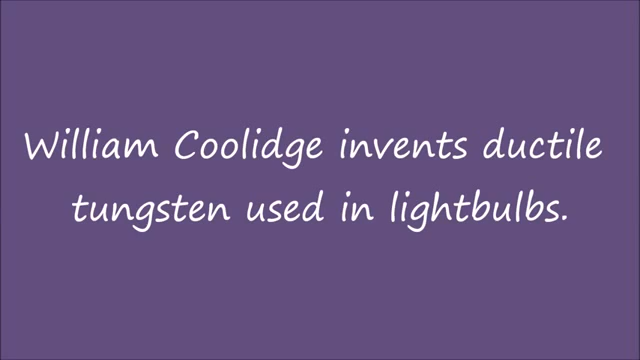 William Coolidge invents ductile
tungsten used in lightbulbs.